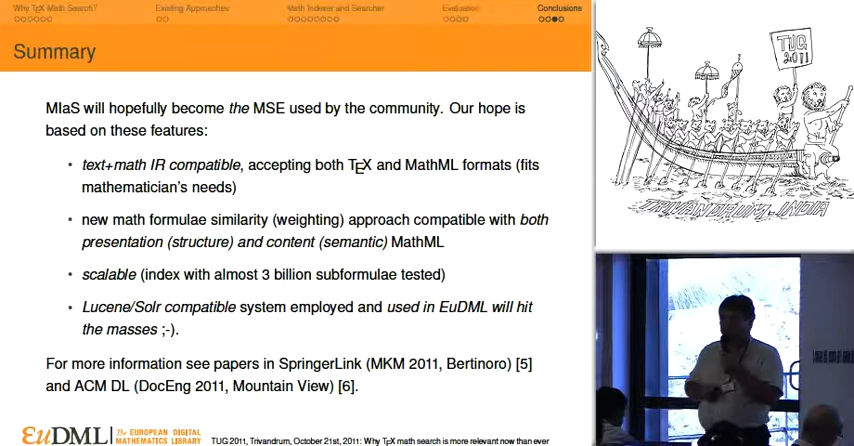 Why TEX Math Search?
Existing Approaches
Math Indexer and Searcher
Evaluation
Conclusions
Summary
MIaS will hopefully become the MSE used by the community. Our hope is
based on these features:
• text+math IR compatible, accepting both TEX and MathML formats (fits
mathematician's needs)
• new math formulae similarity (weighting) approach compatible with both
presentation (structure) and content (semantic) MathML
• scalable (index with almost 3 billion subformulae tested)
• Lucene/Solr compatible system employed and used in EuDML will hit
the masses ;-).
For more information see papers in SpringerLink (MKM 2011, Bertinoro) [5]
and ACM DL (DocEng 2011, Mountain View) [6].
EuDML
The EUROPEAN DIGITAL
MATHEMATICS LIBRARY
TUG 2011, Trivandrum, October 21st, 2011: Why TEX math search is more relevant now than ever
TUG
2011
TRIVANDRUM, INDIA